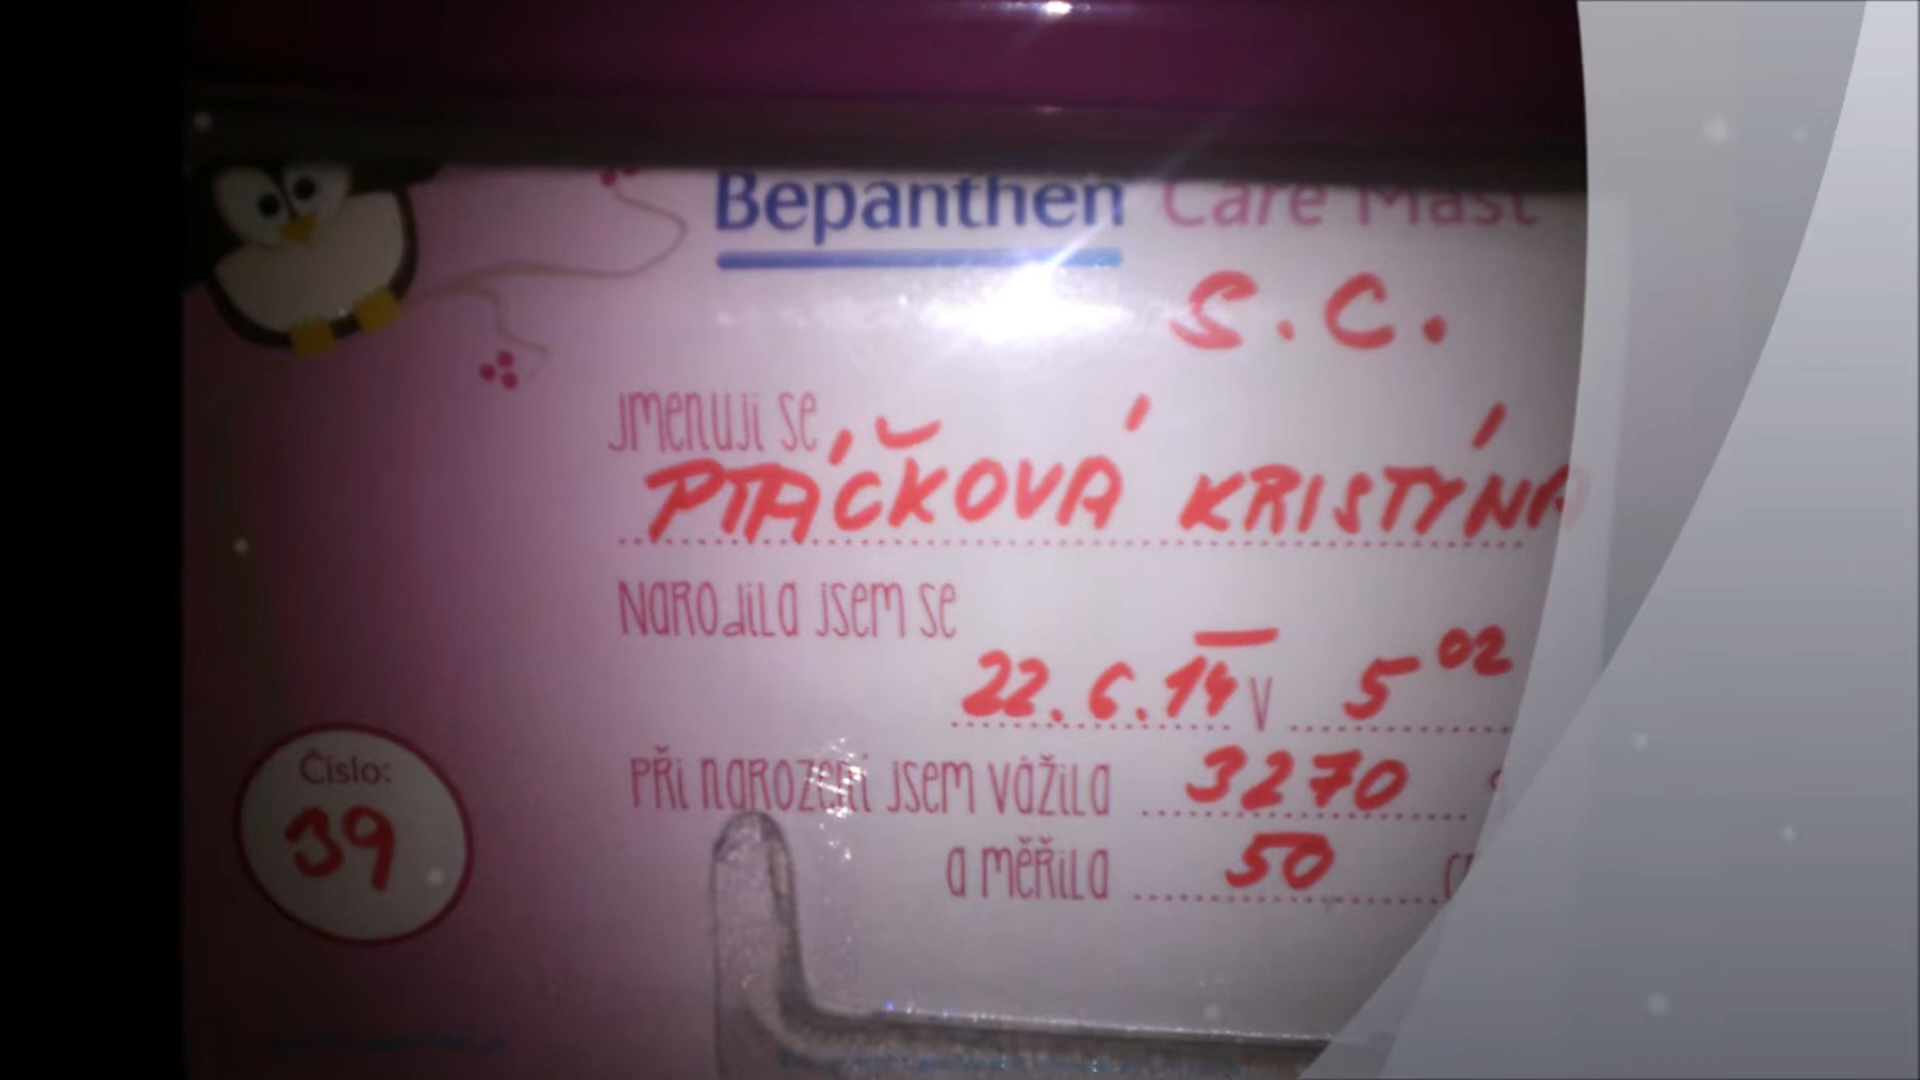 Bepanthen Care Mast
S.C.
Jmenuji se
PTÁČKOVÁ KRISTÝNA
Narodila jsem se
22.6.14 v 5 02
Při narození jsem vážila 3270
a měřila 50
Číslo:
39